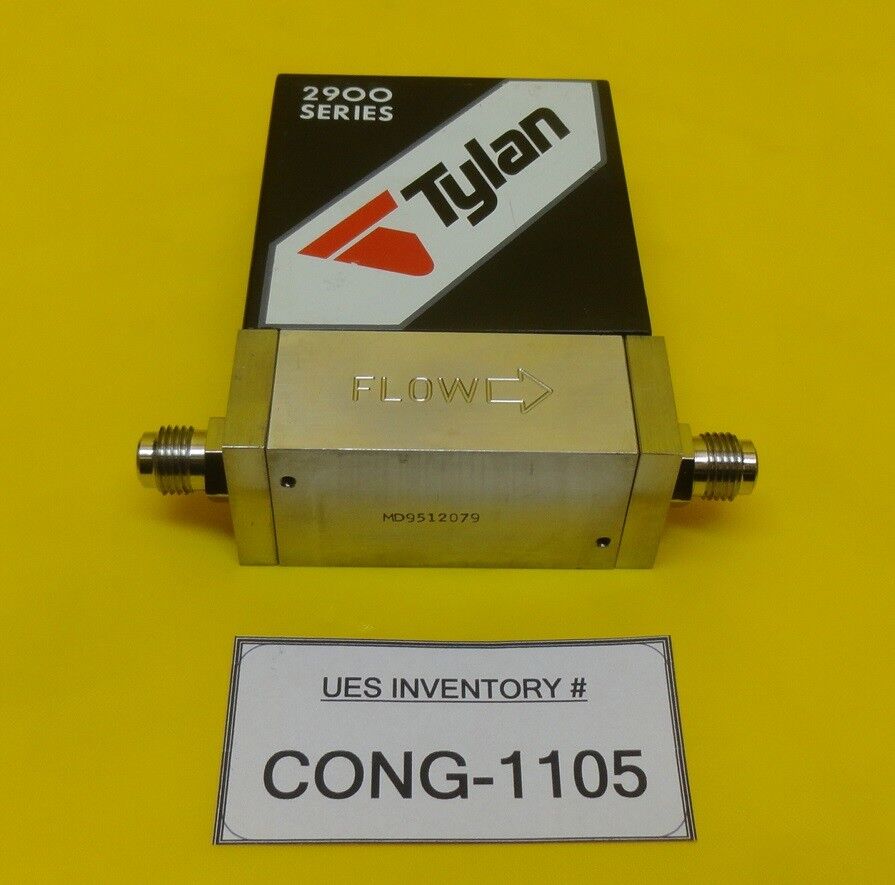 2900
SERIES
Tylan
FLOW
MD9512079
UES INVENTORY #
CONG-1105